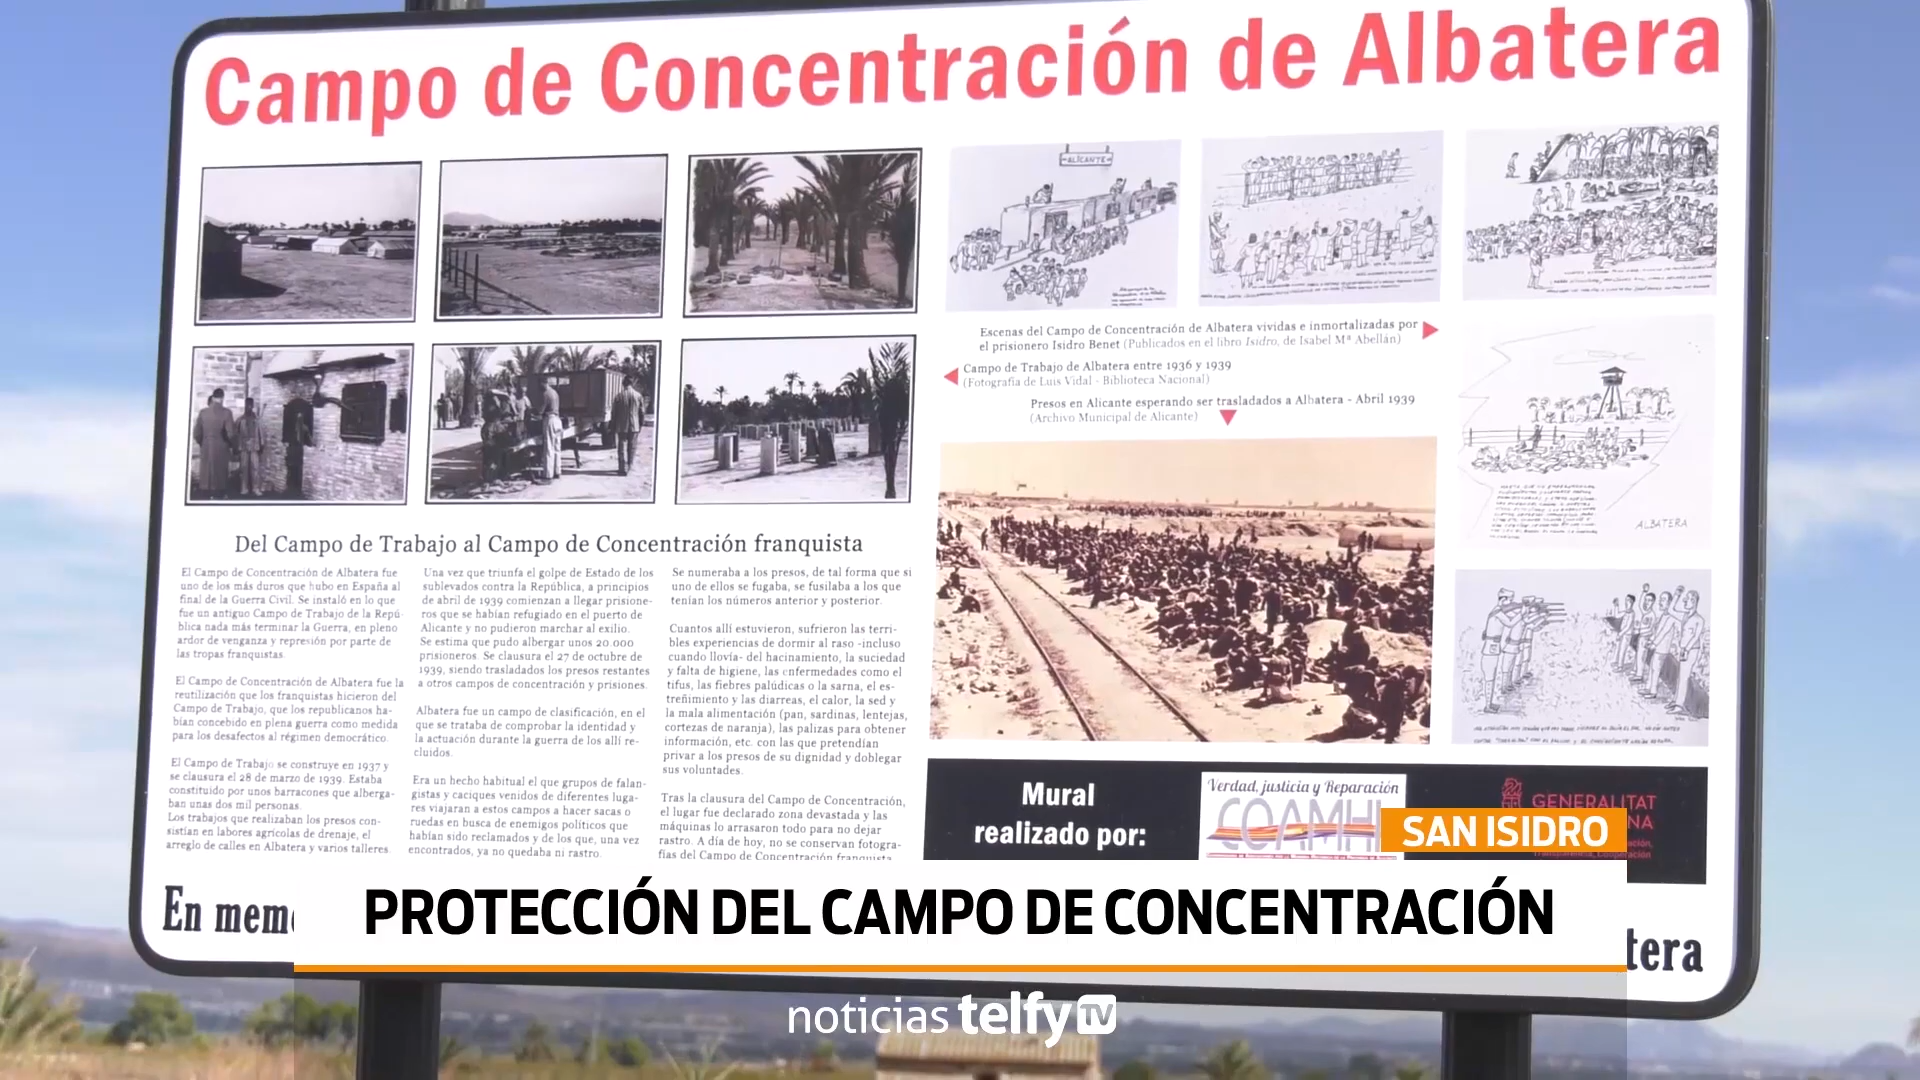 Campo de Concentración de Albatera
ALICANTE
Escenas del Campo de Concentración de Albatera vividas e inmortalizadas por
el prisionero Isidro Benet (Publicados en el libro Isidro, de Isabel Mª Abellán)
Campo de Trabajo de Albatera entre 1936 y 1939
(Fotografía de Luis Vidal - Biblioteca Nacional)
Presos en Alicante esperando ser trasladados a Albatera - Abril 1939
(Archivo Municipal de Alicante)
ALBATERA
Del Campo de Trabajo al Campo de Concentración franquista
El Campo de Concentración de Albatera fue
uno de los más duros que hubo en España al
final de la Guerra Civil. Se instaló en lo que
fue un antiguo Campo de Trabajo de la Repú-
blica nada más terminar la Guerra, en pleno
ardor de venganza y represión por parte de
las tropas franquistas.
El Campo de Concentración de Albatera fue la
reutilización que los franquistas hicieron del
Campo de Trabajo, que los republicanos ha-
bían concebido en plena guerra como medida
para los desafectos al régimen democrático.
El Campo de Trabajo se construye en 1937 y
se clausura el 28 de marzo de 1939. Estaba
constituido por unos barracones que alberga-
ban unas dos mil personas.
Los trabajos que realizaban los presos con-
sistían en labores agrícolas de drenaje, el
arreglo de calles en Albatera y varios talleres.
Una vez que triunfa el golpe de Estado de los
sublevados contra la República, a principios
de abril de 1939 comienzan a llegar prisione-
ros que se habían refugiado en el puerto de
Alicante y no pudieron marchar al exilio.
Se estima que pudo albergar unos 20.000
prisioneros. Se clausura el 27 de octubre de
1939, siendo trasladados los presos restantes
a otros campos de concentración y prisiones.
Albatera fue un campo de clasificación, en el
que se trataba de comprobar la identidad y
la actuación durante la guerra de los allí re-
cluidos.
Era un hecho habitual el que grupos de falan-
gistas y caciques venidos de diferentes luga-
res viajaran a estos campos a hacer sacas o
ruedas en busca de enemigos políticos que
habían sido reclamados y de los que, una vez
encontrados, ya no quedaba ni rastro.
Se numeraba a los presos, de tal forma que si
uno de ellos se fugaba, se fusilaba a los que
tenían los números anterior y posterior.
Cuantos allí estuvieron, sufrieron las terri-
bles experiencias de dormir al raso -incluso
cuando llovía- del hacinamiento, la suciedad
y falta de higiene, las enfermedades como el
tifus, las fiebres palúdicas o la sarna, el es-
treñimiento y las diarreas, el calor, la sed y
la mala alimentación (pan, sardinas, lentejas,
cortezas de naranja), las palizas para obtener
información, etc. con las que pretendían
privar a los presos de su dignidad y doblegar
sus voluntades.
Tras la clausura del Campo de Concentración,
el lugar fue declarado zona devastada y las
máquinas lo arrasaron todo para no dejar
rastro. A día de hoy, no se conservan fotogra-
fías del Campo de Concentración franquista
Mural
realizado por:
Verdad, justicia y Reparación
COAMHI
GENERALITAT
NA
Cooperación
SAN ISIDRO
En mem
tera
PROTECCIÓN DEL CAMPO DE CONCENTRACIÓN
noticias telfy TV